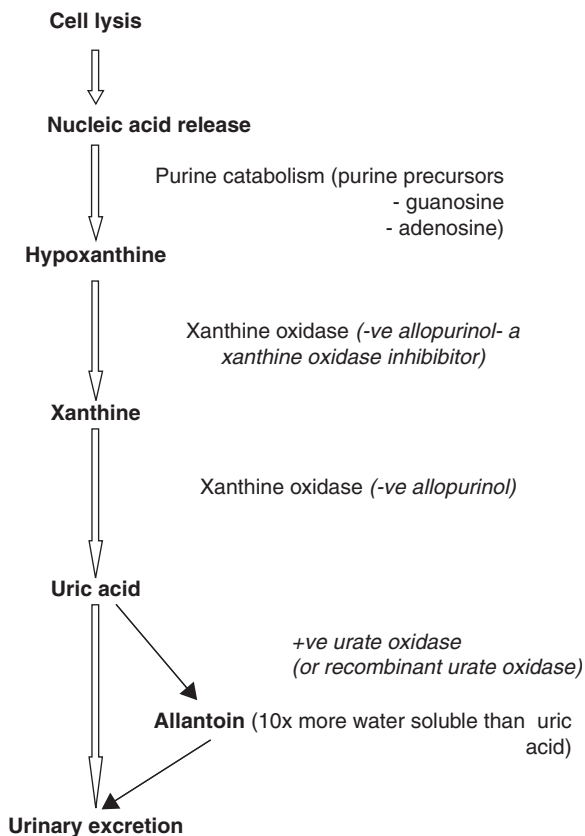 Cell lysis
Nucleic acid release
Purine catabolism (purine precursors
- guanosine
- adenosine)
Hypoxanthine
Xanthine oxidase (-ve allopurinol- a
xanthine oxidase inhibibitor)
Xanthine
Xanthine oxidase (-ve allopurinol)
Uric acid
+ve urate oxidase
(or recombinant urate oxidase)
Allantoin (10x more water soluble than uric
acid)
Urinary excretion